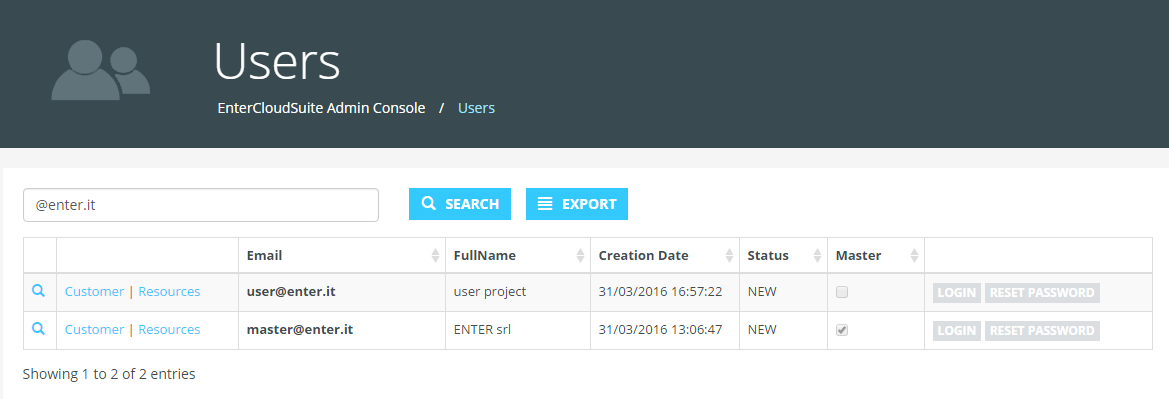 Users
EnterCloudSuite Admin Console / Users
@enter.it SEARCH EXPORT
Email FullName Creation Date Status Master
Customer | Resources user@enter.it user project 31/03/2016 16:57:22 NEW LOGIN RESET PASSWORD
Customer | Resources master@enter.it ENTER srl 31/03/2016 13:06:47 NEW LOGIN RESET PASSWORD
Showing 1 to 2 of 2 entries